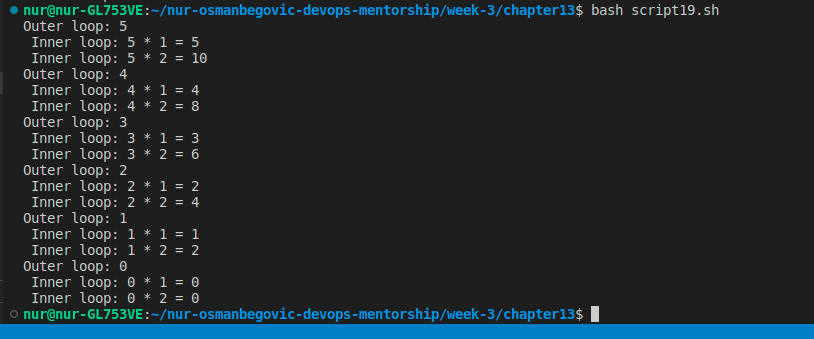 nur@nur-GL753VE:~/nur-osmanbegovic-devops-mentorship/week-3/chapter13$ bash script19.sh
Outer loop: 5
 Inner loop: 5 * 1 = 5
 Inner loop: 5 * 2 = 10
Outer loop: 4
 Inner loop: 4 * 1 = 4
 Inner loop: 4 * 2 = 8
Outer loop: 3
 Inner loop: 3 * 1 = 3
 Inner loop: 3 * 2 = 6
Outer loop: 2
 Inner loop: 2 * 1 = 2
 Inner loop: 2 * 2 = 4
Outer loop: 1
 Inner loop: 1 * 1 = 1
 Inner loop: 1 * 2 = 2
Outer loop: 0
 Inner loop: 0 * 1 = 0
 Inner loop: 0 * 2 = 0
nur@nur-GL753VE:~/nur-osmanbegovic-devops-mentorship/week-3/chapter13$